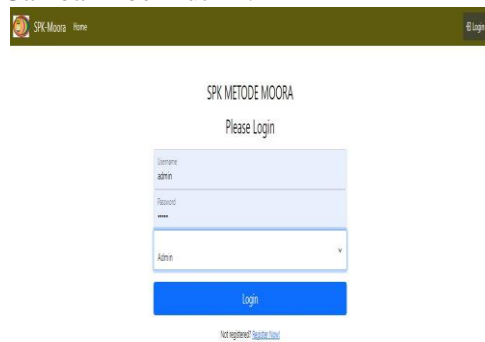 SPK-Moora Home Login
SPK METODE MOORA
Please Login
Username
admin
Password
•••••
Admin
Login
Not registered? Register Now!